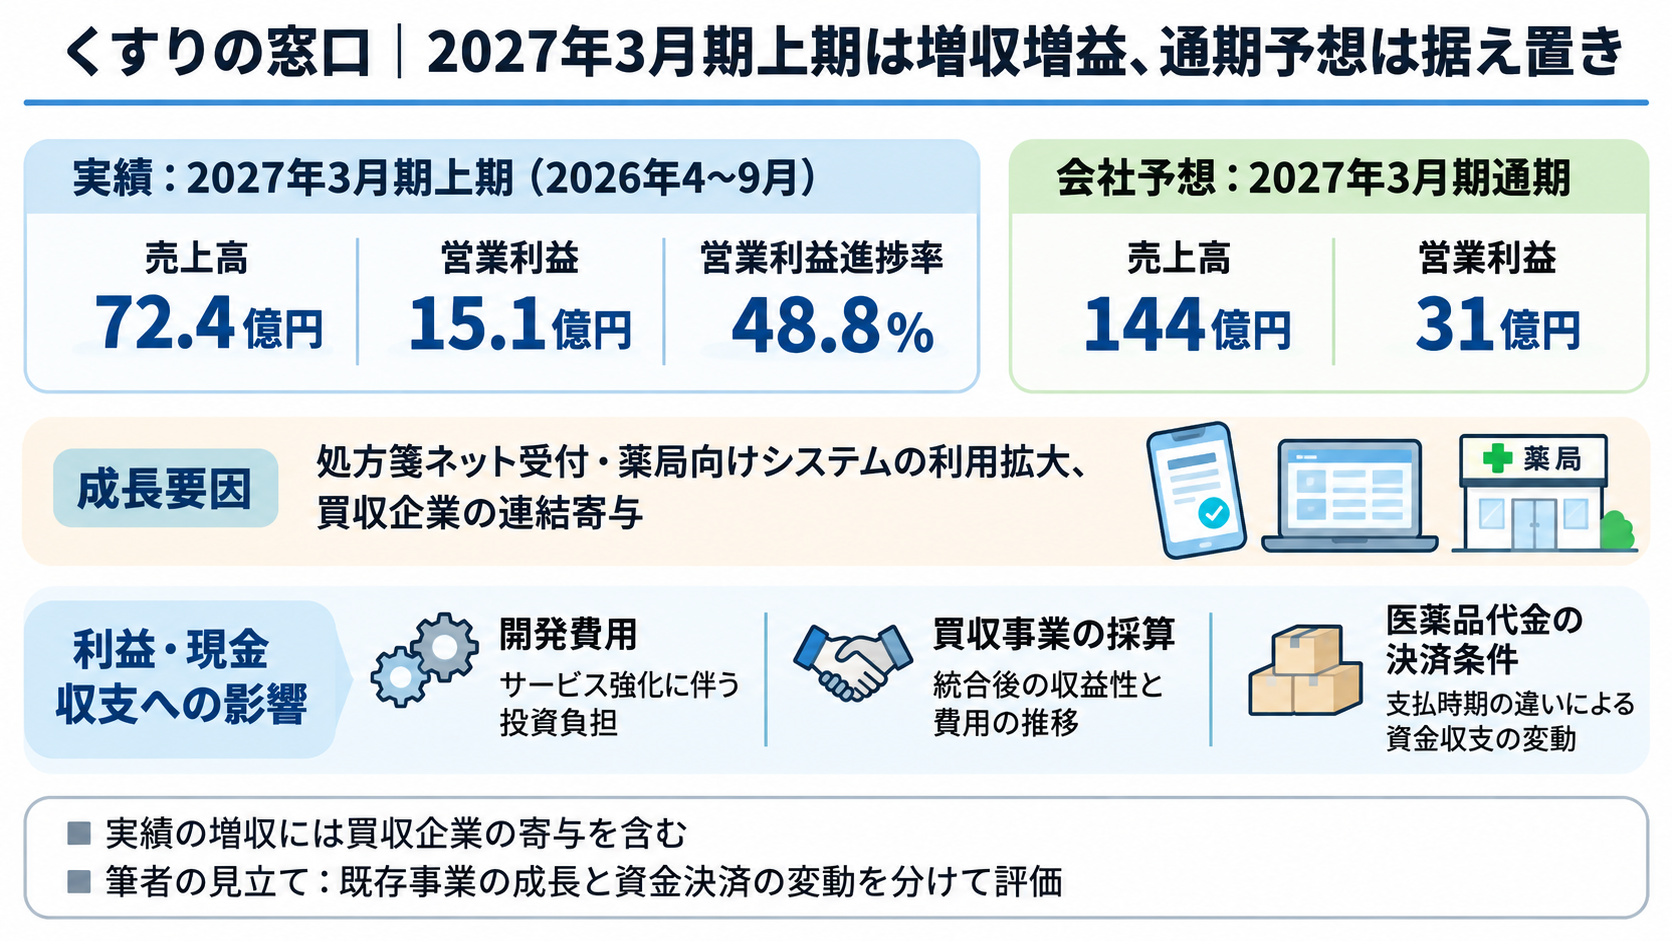 くすりの窓口｜2027年3月期上期は増収増益、通期予想は据え置き
実績：2027年3月期上期（2026年4～9月）
売上高
72.4億円
営業利益
15.1億円
営業利益進捗率
48.8%
会社予想：2027年3月期通期
売上高
144億円
営業利益
31億円
成長要因
処方箋ネット受付・薬局向けシステムの利用拡大、
買収企業の連結寄与
薬局
利益・現金
収支への影響
開発費用
サービス強化に伴う
投資負担
買収事業の採算
統合後の収益性と
費用の推移
医薬品代金の
決済条件
支払時期の違いによる
資金収支の変動
■ 実績の増収には買収企業の寄与を含む
■ 筆者の見立て：既存事業の成長と資金決済の変動を分けて評価